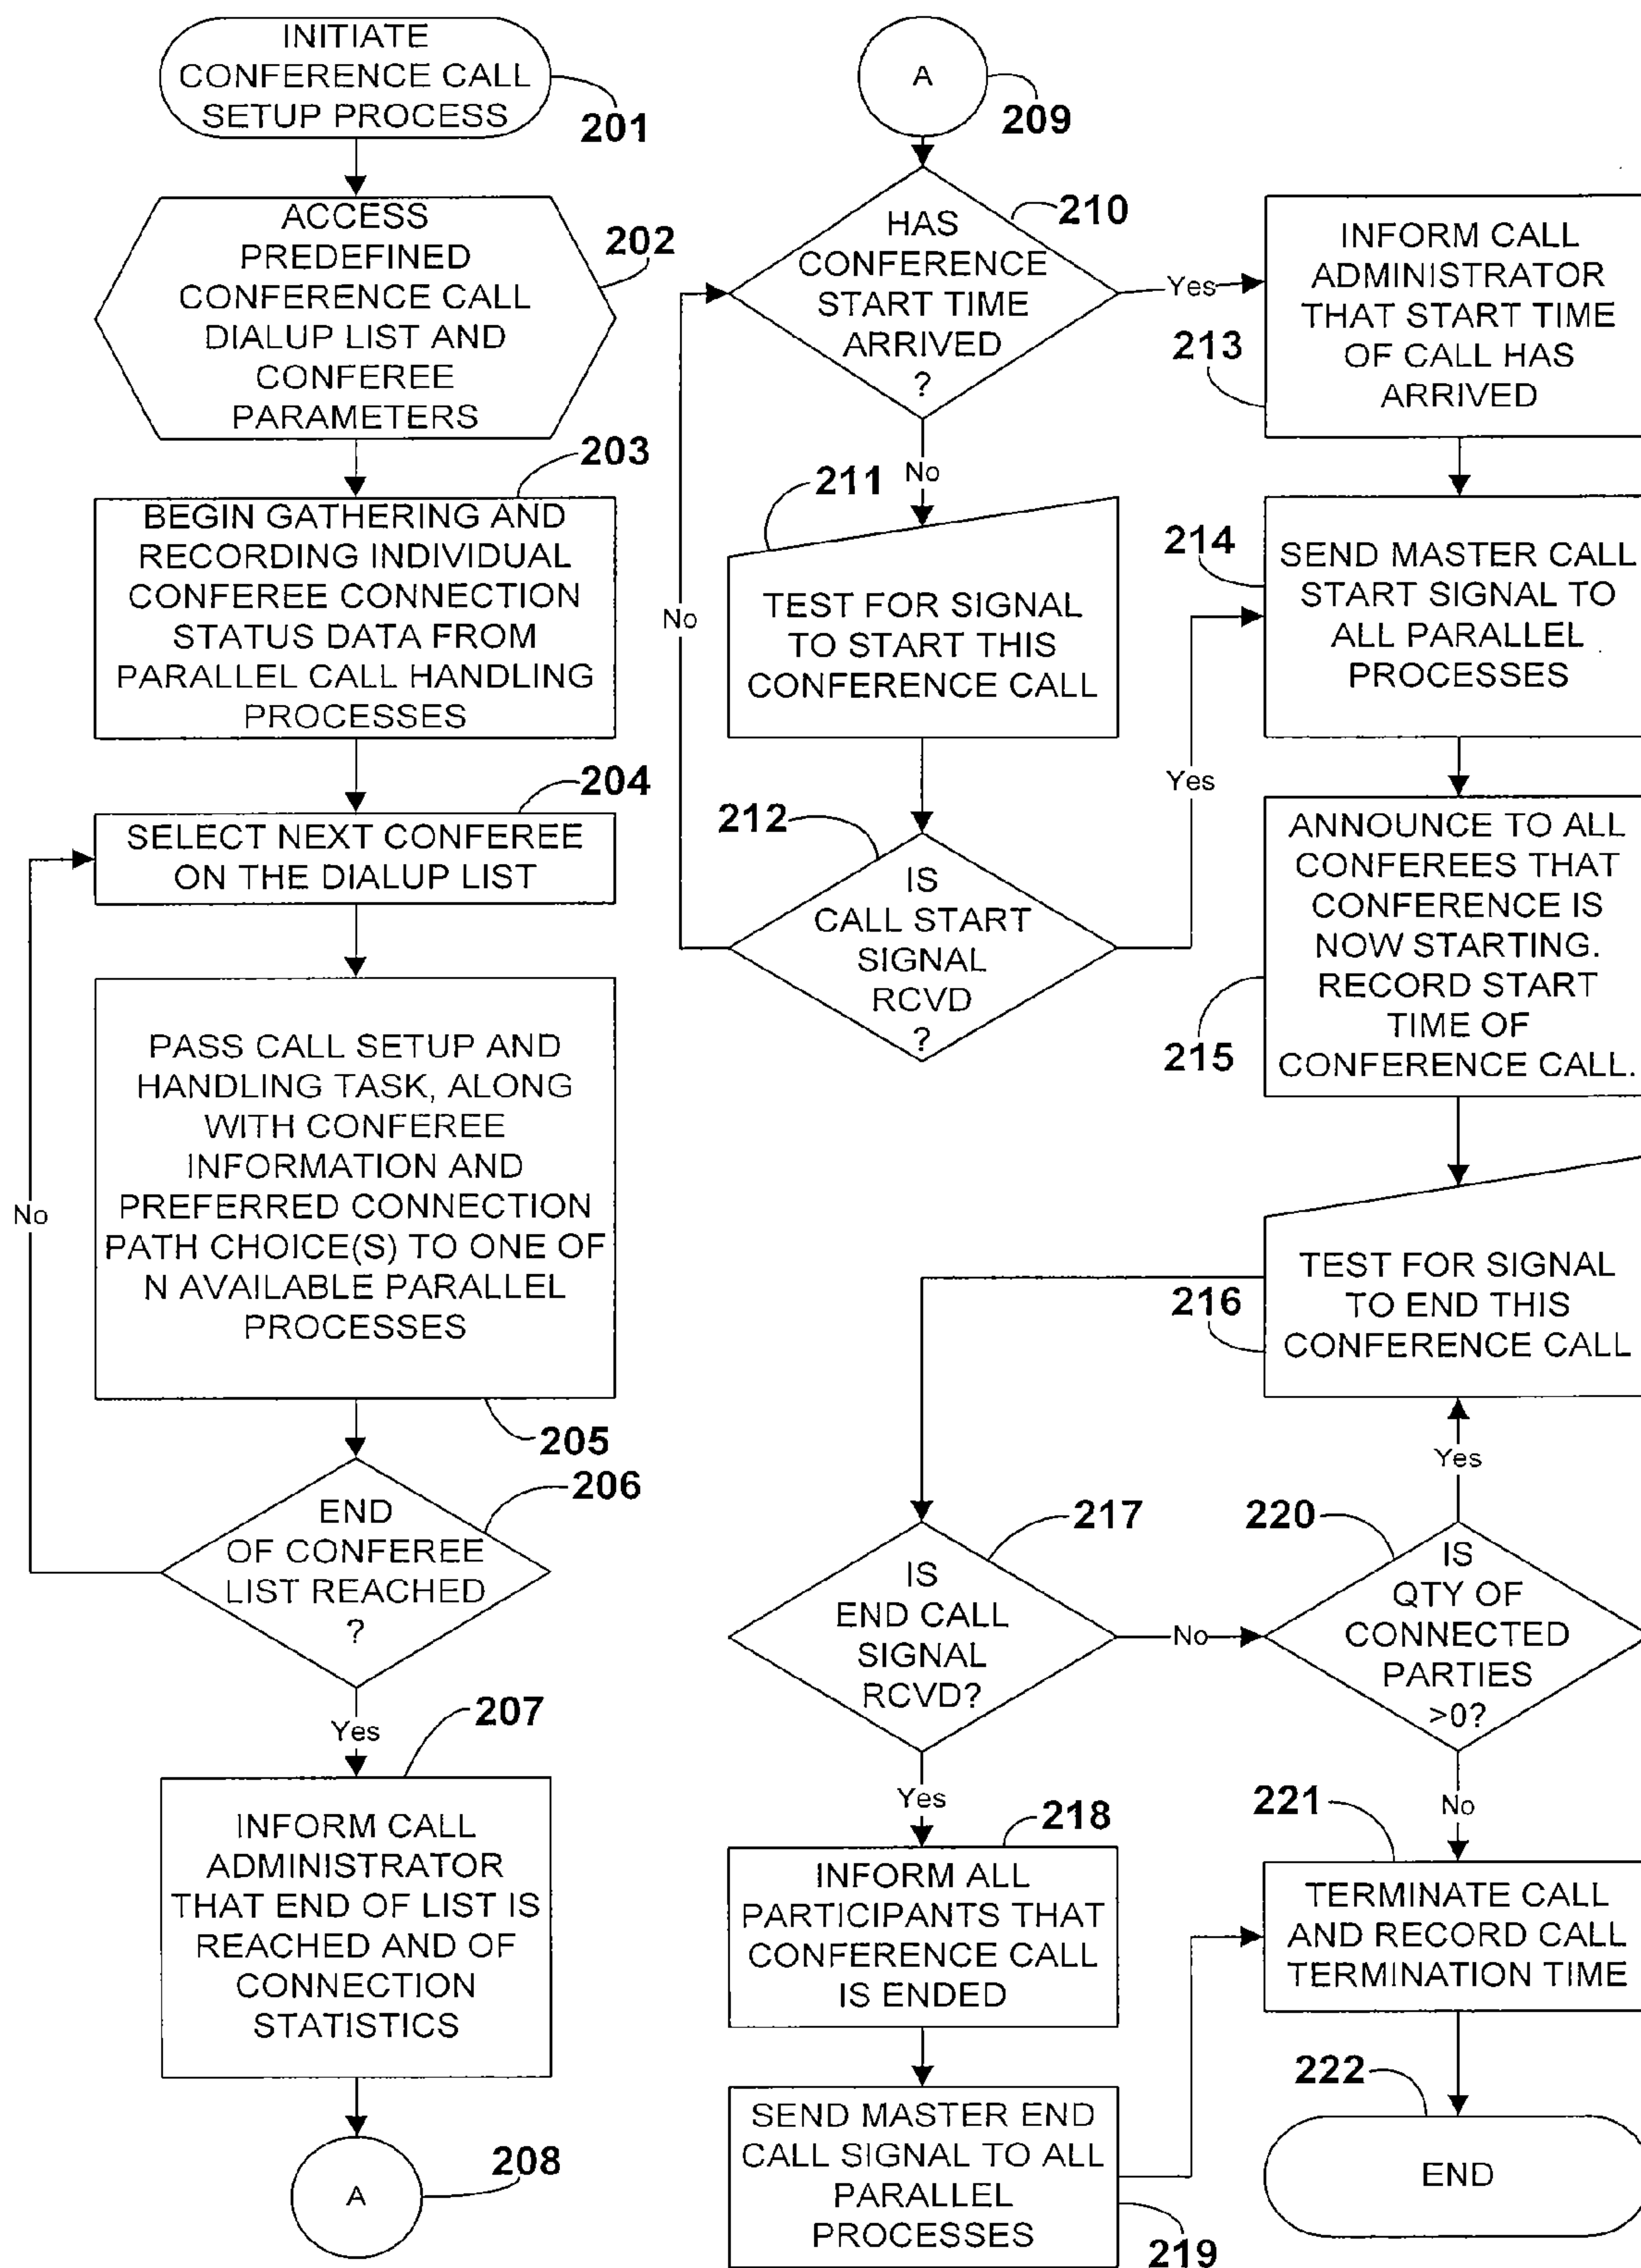 INITIATE
CONFERENCE CALL
SETUP PROCESS
201
ACCESS
PREDEFINED
CONFERENCE CALL
DIALUP LIST AND
CONFEREE
PARAMETERS
202
203
BEGIN GATHERING AND
RECORDING INDIVIDUAL
CONFEREE CONNECTION
STATUS DATA FROM
PARALLEL CALL HANDLING
PROCESSES
204
SELECT NEXT CONFEREE
ON THE DIALUP LIST
PASS CALL SETUP AND
HANDLING TASK, ALONG
WITH CONFEREE
INFORMATION AND
PREFERRED CONNECTION
PATH CHOICE(S) TO ONE OF
N AVAILABLE PARALLEL
PROCESSES
205
No
206
END
OF CONFEREE
LIST REACHED
?
Yes
207
INFORM CALL
ADMINISTRATOR
THAT END OF LIST IS
REACHED AND OF
CONNECTION
STATISTICS
A
208
A
209
210
HAS
CONFERENCE
START TIME
ARRIVED
?
Yes
No
211
TEST FOR SIGNAL
TO START THIS
CONFERENCE CALL
No
212
IS
CALL START
SIGNAL
RCVD
?
Yes
INFORM CALL
ADMINISTRATOR
THAT START TIME
OF CALL HAS
ARRIVED
213
214
SEND MASTER CALL
START SIGNAL TO
ALL PARALLEL
PROCESSES
ANNOUNCE TO ALL
CONFEREES THAT
CONFERENCE IS
NOW STARTING.
RECORD START
TIME OF
CONFERENCE CALL.
215
TEST FOR SIGNAL
TO END THIS
CONFERENCE CALL
216
217
IS
END CALL
SIGNAL
RCVD?
No
Yes
220
IS
QTY OF
CONNECTED
PARTIES
>0?
Yes
No
218
INFORM ALL
PARTICIPANTS THAT
CONFERENCE CALL
IS ENDED
SEND MASTER END
CALL SIGNAL TO ALL
PARALLEL
PROCESSES
219
221
TERMINATE CALL
AND RECORD CALL
TERMINATION TIME
222
END